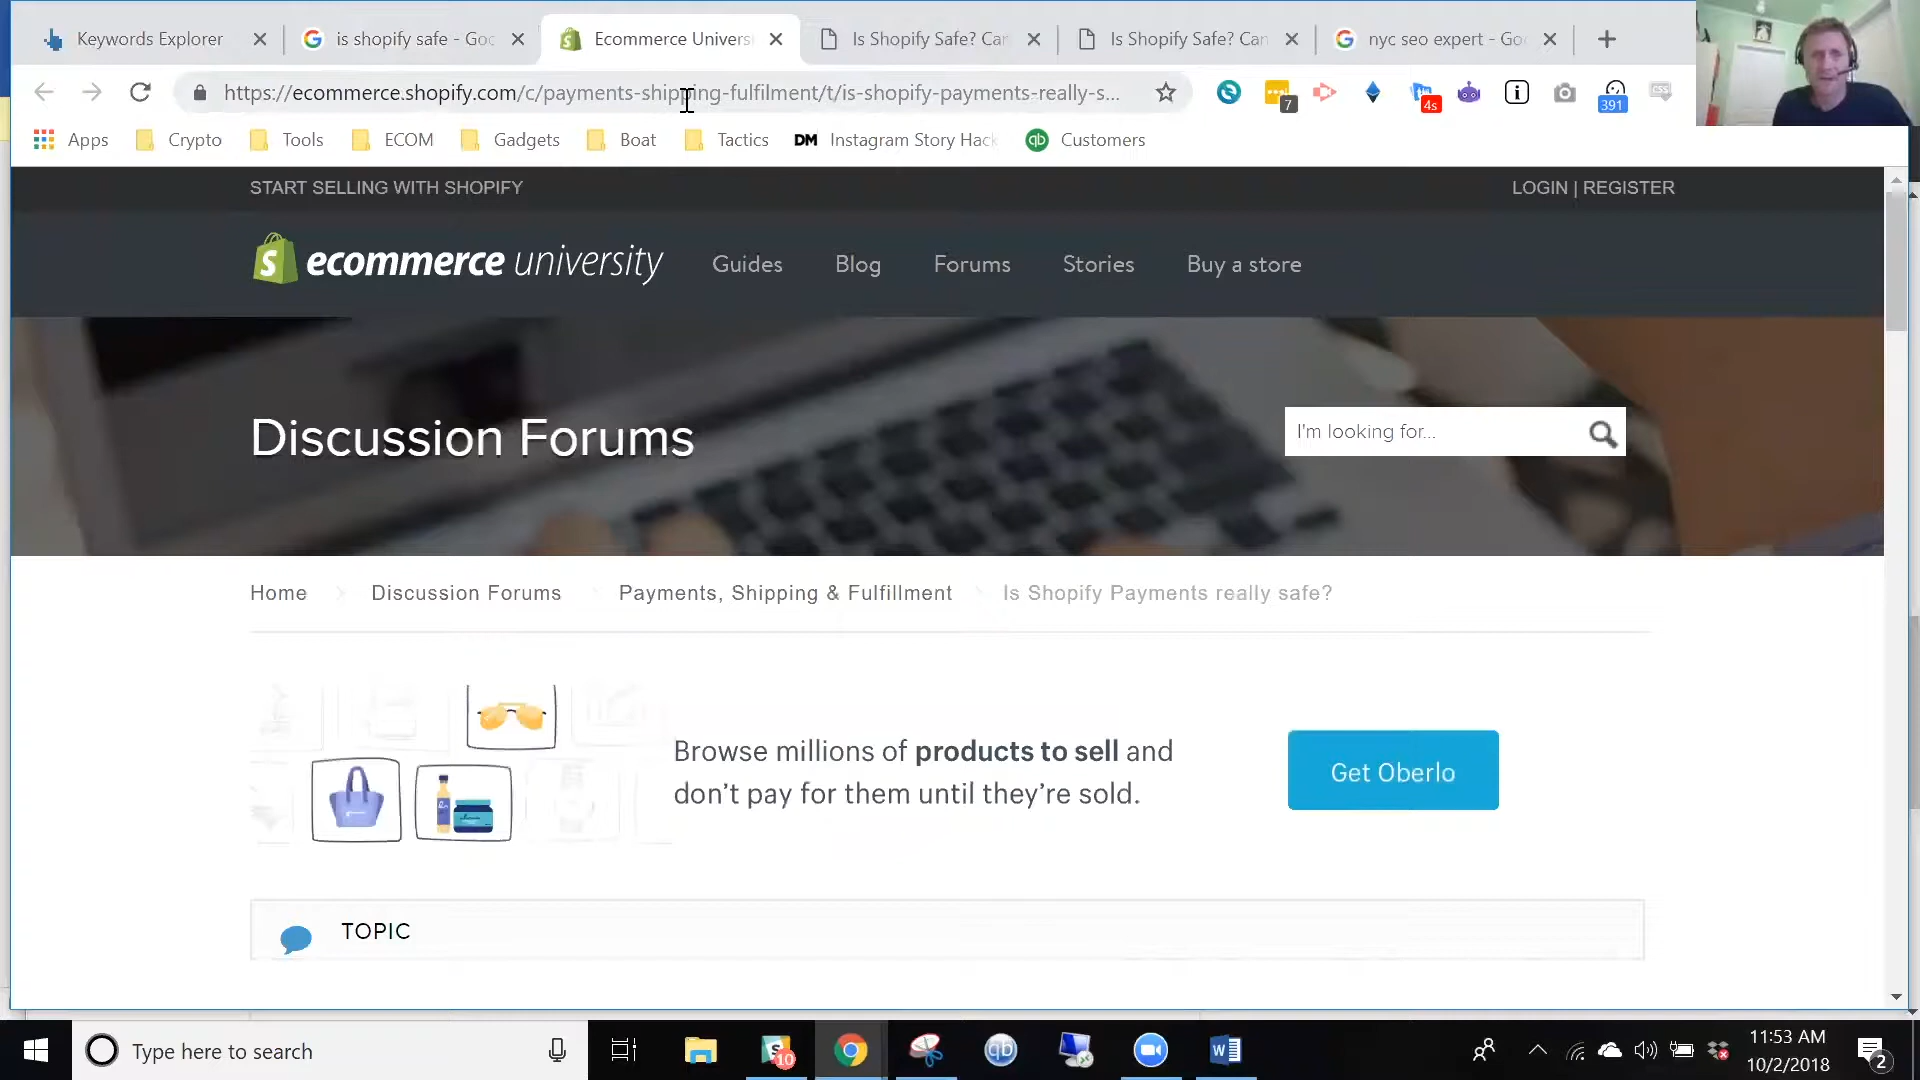 Keywords Explorer
is shopify safe - Goo
Ecommerce Univers
Is Shopify Safe? Can
Is Shopify Safe? Can
nyc seo expert - Go
https://ecommerce.shopify.com/c/payments-shipping-fulfilment/t/is-shopify-payments-really-s...
7
4s
391
Apps
Crypto
Tools
ECOM
Gadgets
Boat
Tactics
DM Instagram Story Hack
qb Customers
START SELLING WITH SHOPIFY
LOGIN | REGISTER
ecommerce university
Guides
Blog
Forums
Stories
Buy a store
Discussion Forums
I'm looking for...
Home
Discussion Forums
Payments, Shipping & Fulfillment
Is Shopify Payments really safe?
Browse millions of products to sell and
don't pay for them until they're sold.
Get Oberlo
TOPIC
Type here to search
10
qb
11:53 AM
10/2/2018
2